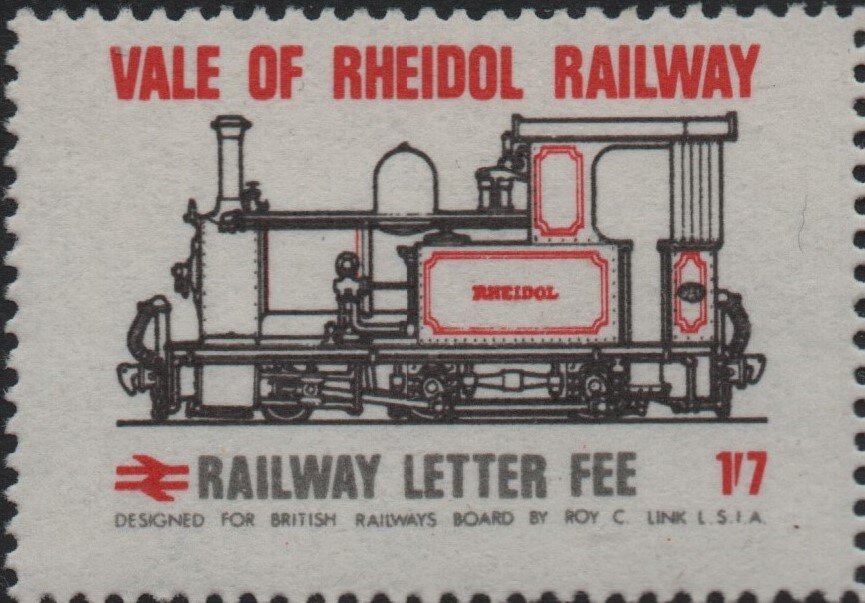 VALE OF RHEIDOL RAILWAY
RHEIDOL
RAILWAY LETTER FEE 1'/7
DESIGNED FOR BRITISH RAILWAYS BOARD BY ROY C. LINK L.S.I.A.